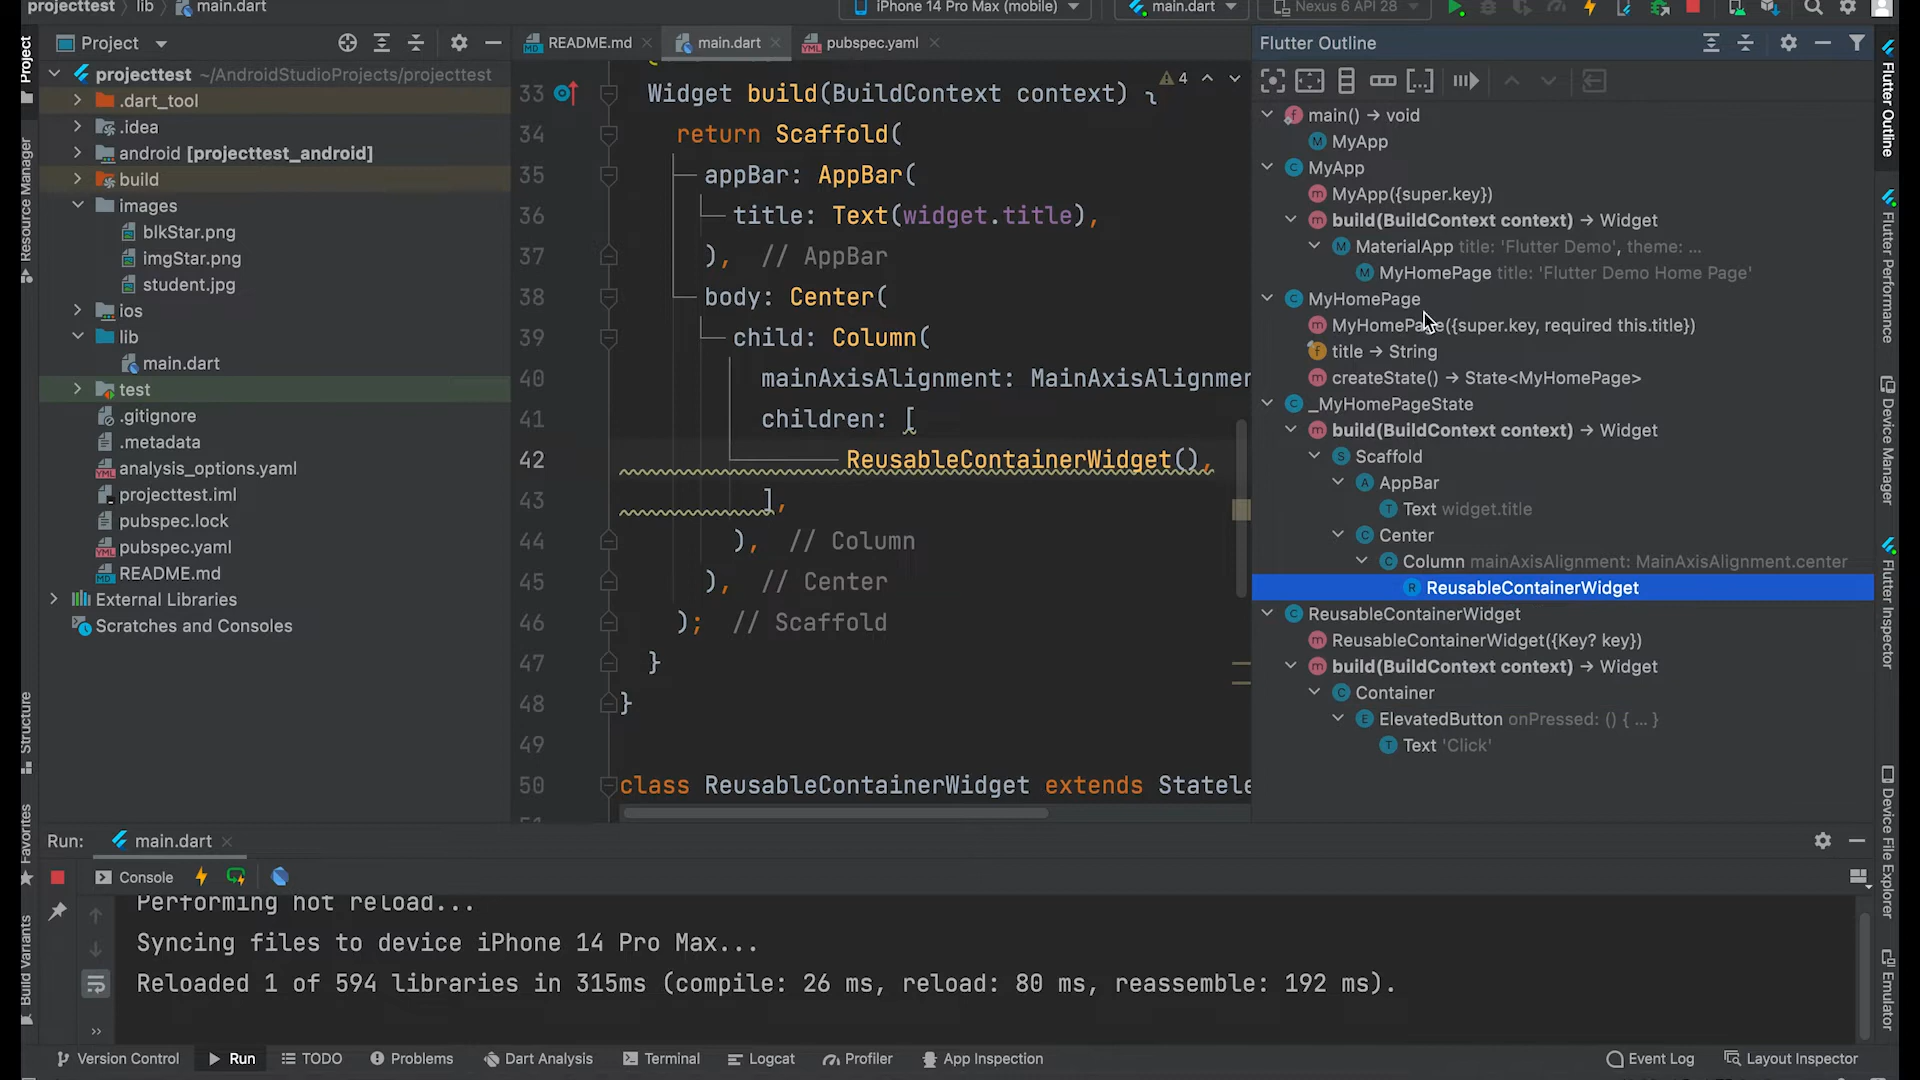 projecttest
lib
main.dart
iPhone 14 Pro Max (mobile)
main.dart
Nexus 6 API 28
Project
Resource Manager
Structure
Favorites
Build Variants
Project
projecttest ~/AndroidStudioProjects/projecttest
.dart_tool
.idea
android [projecttest_android]
build
images
blkStar.png
imgStar.png
student.jpg
ios
lib
main.dart
test
.gitignore
.metadata
analysis_options.yaml
projecttest.iml
pubspec.lock
pubspec.yaml
README.md
External Libraries
Scratches and Consoles
README.md
main.dart
pubspec.yaml
4
33 Widget build(BuildContext context)
34 return Scaffold(
35 appBar: AppBar(
36 title: Text(widget.title),
37 ), // AppBar
38 body: Center(
39 child: Column(
40 mainAxisAlignment:
41 children: [
42 ReusableContainerWidget(),
43 ],
44 ), // Column
45 ), // Center
46 ); // Scaffold
47 }
48 }
49
50 class ReusableContainerWidget extends
Flutter Outline
main() → void
MyApp
MyApp
MyApp({super.key})
build(BuildContext context) → Widget
MaterialApp title: 'Flutter Demo', theme: ...
MyHomePage title: 'Flutter Demo Home Page'
MyHomePage
MyHomePage({super.key, required this.title})
title → String
createState() → State<MyHomePage>
_MyHomePageState
build(BuildContext context) → Widget
Scaffold
AppBar
Text widget.title
Center
Column mainAxisAlignment: MainAxisAlignment.center
ReusableContainerWidget
ReusableContainerWidget
ReusableContainerWidget({Key? key})
build(BuildContext context) → Widget
Container
ElevatedButton onPressed: () { ... }
Text 'Click'
Flutter Outline
Flutter Performance
Device Manager
Flutter Inspector
Device File Explorer
Emulator
Run:
main.dart
Console
Performing hot reload...
Syncing files to device iPhone 14 Pro Max...
Reloaded 1 of 594 libraries in 315ms (compile: 26 ms, reload: 80 ms, reassemble: 192 ms).
Version Control
Run
TODO
Problems
Dart Analysis
Terminal
Logcat
Profiler
App Inspection
Event Log
Layout Inspector